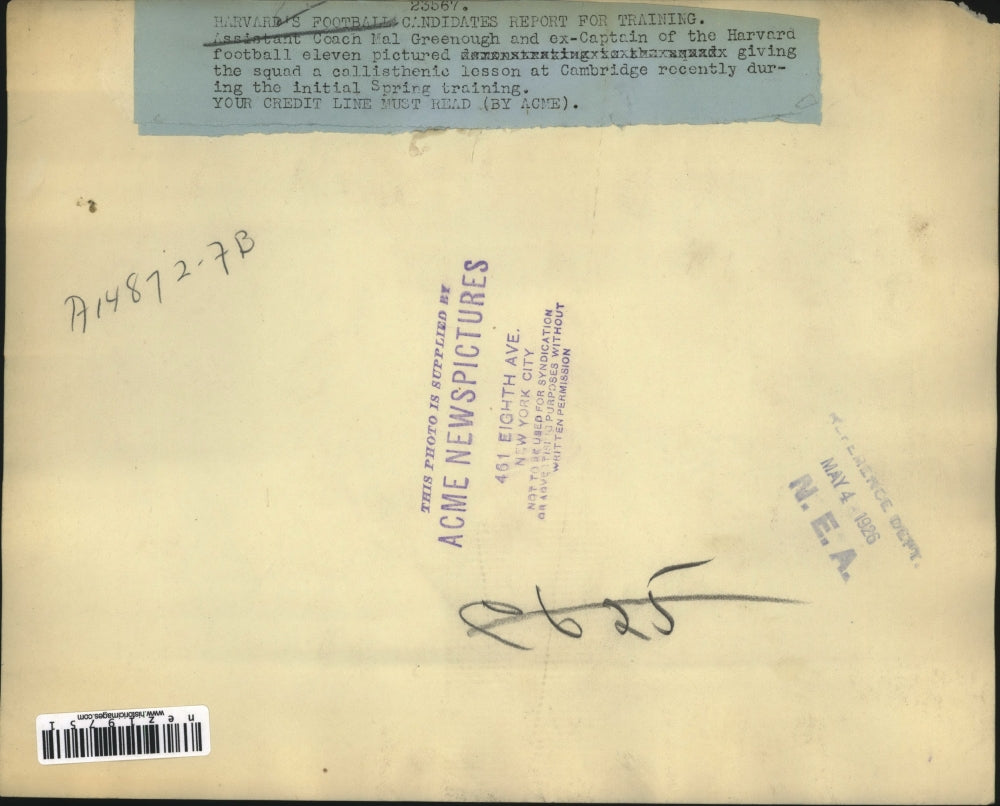 23567.
HARVARD'S FOOTBALL CANDIDATES REPORT FOR TRAINING.
Assistant Coach Mal Greenough and ex-Captain of the Harvard
football eleven pictured giving
the squad a callisthenic lesson at Cambridge recently dur-
ing the initial Spring training.
YOUR CREDIT LINE MUST READ (BY ACME).
A14872-7B
THIS PHOTO IS SUPPLIED BY
ACME NEWSPICTURES
461 EIGHTH AVE.
NEW YORK CITY
NOT TO BE USED FOR SYNDICATION
OR ADVERTISING PURPOSES WITHOUT
WRITTEN PERMISSION
REFERENCE DEPT.
MAY 4 - 1926
N. E. A.
www.historicimages.com
nez19751